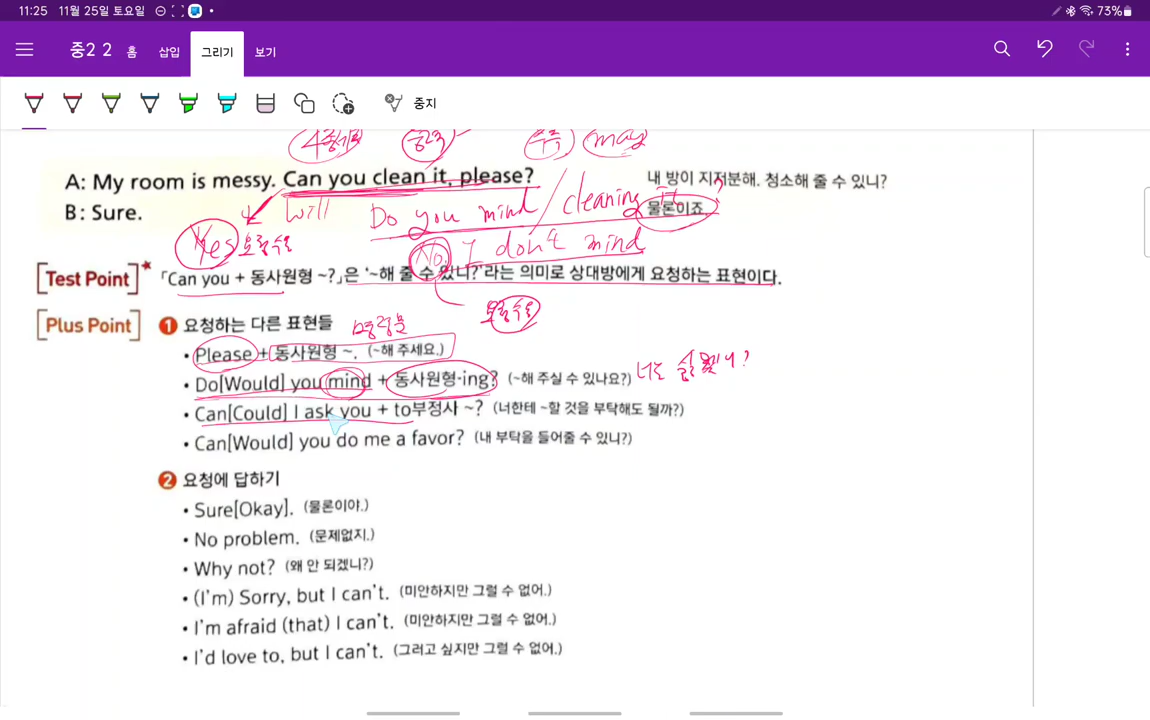 11:25 11월 25일 토요일 73%
중2 2 홈 삽입 그리기 보기
중지
may
A: My room is messy. Can you clean it, please? 내 방이 지저분해. 청소해 줄 수 있니?
B: Sure. 물론이죠
will Do you mind / cleaning it ?
Yes No. I don't mind
[Test Point]* 「Can you + 동사원형 ~?」은 '~해 줄 수 있니?'라는 의미로 상대방에게 요청하는 표현이다.
[Plus Point] 1 요청하는 다른 표현들 명령문
• Please + 동사원형 ~. (~해 주세요.)
• Do[Would] you mind + 동사원형-ing? (~해 주실 수 있나요?)
• Can[Could] I ask you + to부정사 ~? (너한테 ~할 것을 부탁해도 될까?)
• Can[Would] you do me a favor? (내 부탁을 들어줄 수 있니?)
2 요청에 답하기
• Sure[Okay]. (물론이야.)
• No problem. (문제없지.)
• Why not? (왜 안 되겠니?)
• (I'm) Sorry, but I can't. (미안하지만 그럴 수 없어.)
• I'm afraid (that) I can't. (미안하지만 그럴 수 없어.)
• I'd love to, but I can't. (그러고 싶지만 그럴 수 없어.)